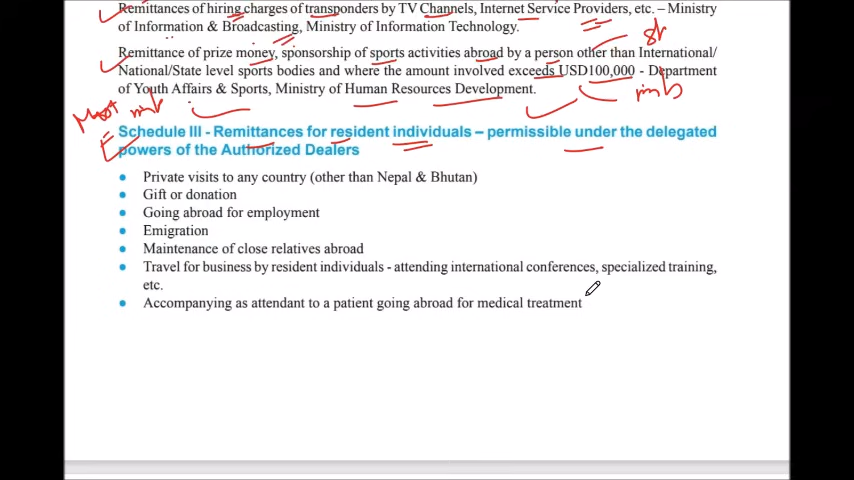 Remittances of hiring charges of transponders by TV Channels, Internet Service Providers, etc. – Ministry
of Information & Broadcasting, Ministry of Information Technology.
Remittance of prize money, sponsorship of sports activities abroad by a person other than International/
National/State level sports bodies and where the amount involved exceeds USD100,000 - Department
of Youth Affairs & Sports, Ministry of Human Resources Development.
Schedule III - Remittances for resident individuals – permissible under the delegated
powers of the Authorized Dealers
• Private visits to any country (other than Nepal & Bhutan)
• Gift or donation
• Going abroad for employment
• Emigration
• Maintenance of close relatives abroad
• Travel for business by resident individuals - attending international conferences, specialized training,
etc.
• Accompanying as attendant to a patient going abroad for medical treatment